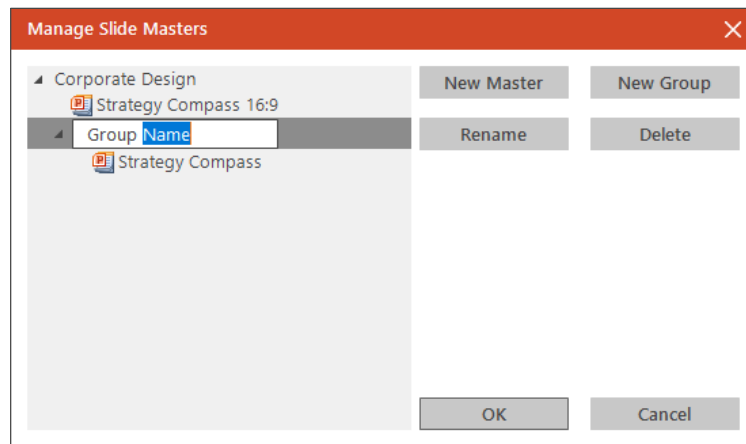 Manage Slide Masters
Corporate Design
Strategy Compass 16:9
Group Name
Strategy Compass
New Master
New Group
Rename
Delete
OK
Cancel